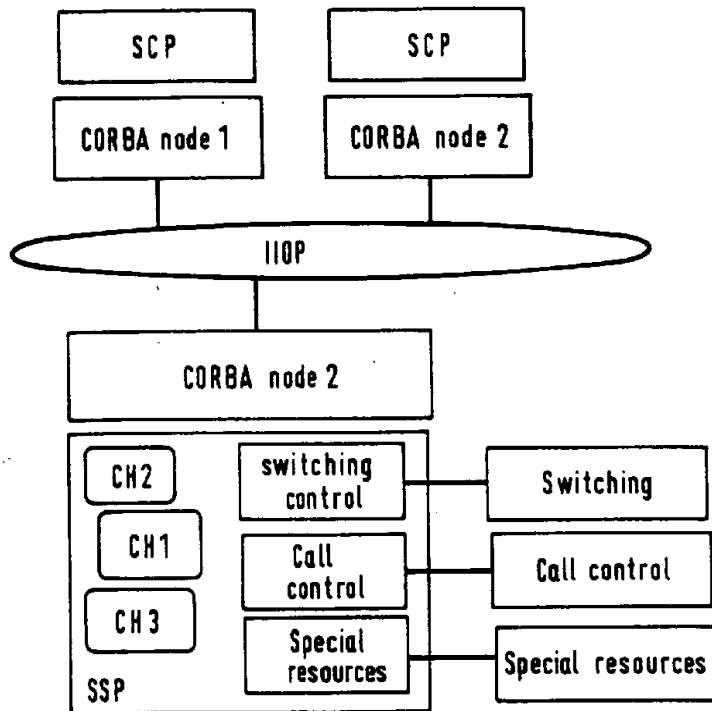 SCP
SCP
CORBA node 1
CORBA node 2
IIOP
CORBA node 2
CH2
switching
control
Switching
CH1
Call
control
Call control
CH3
Special
resources
Special resources
SSP